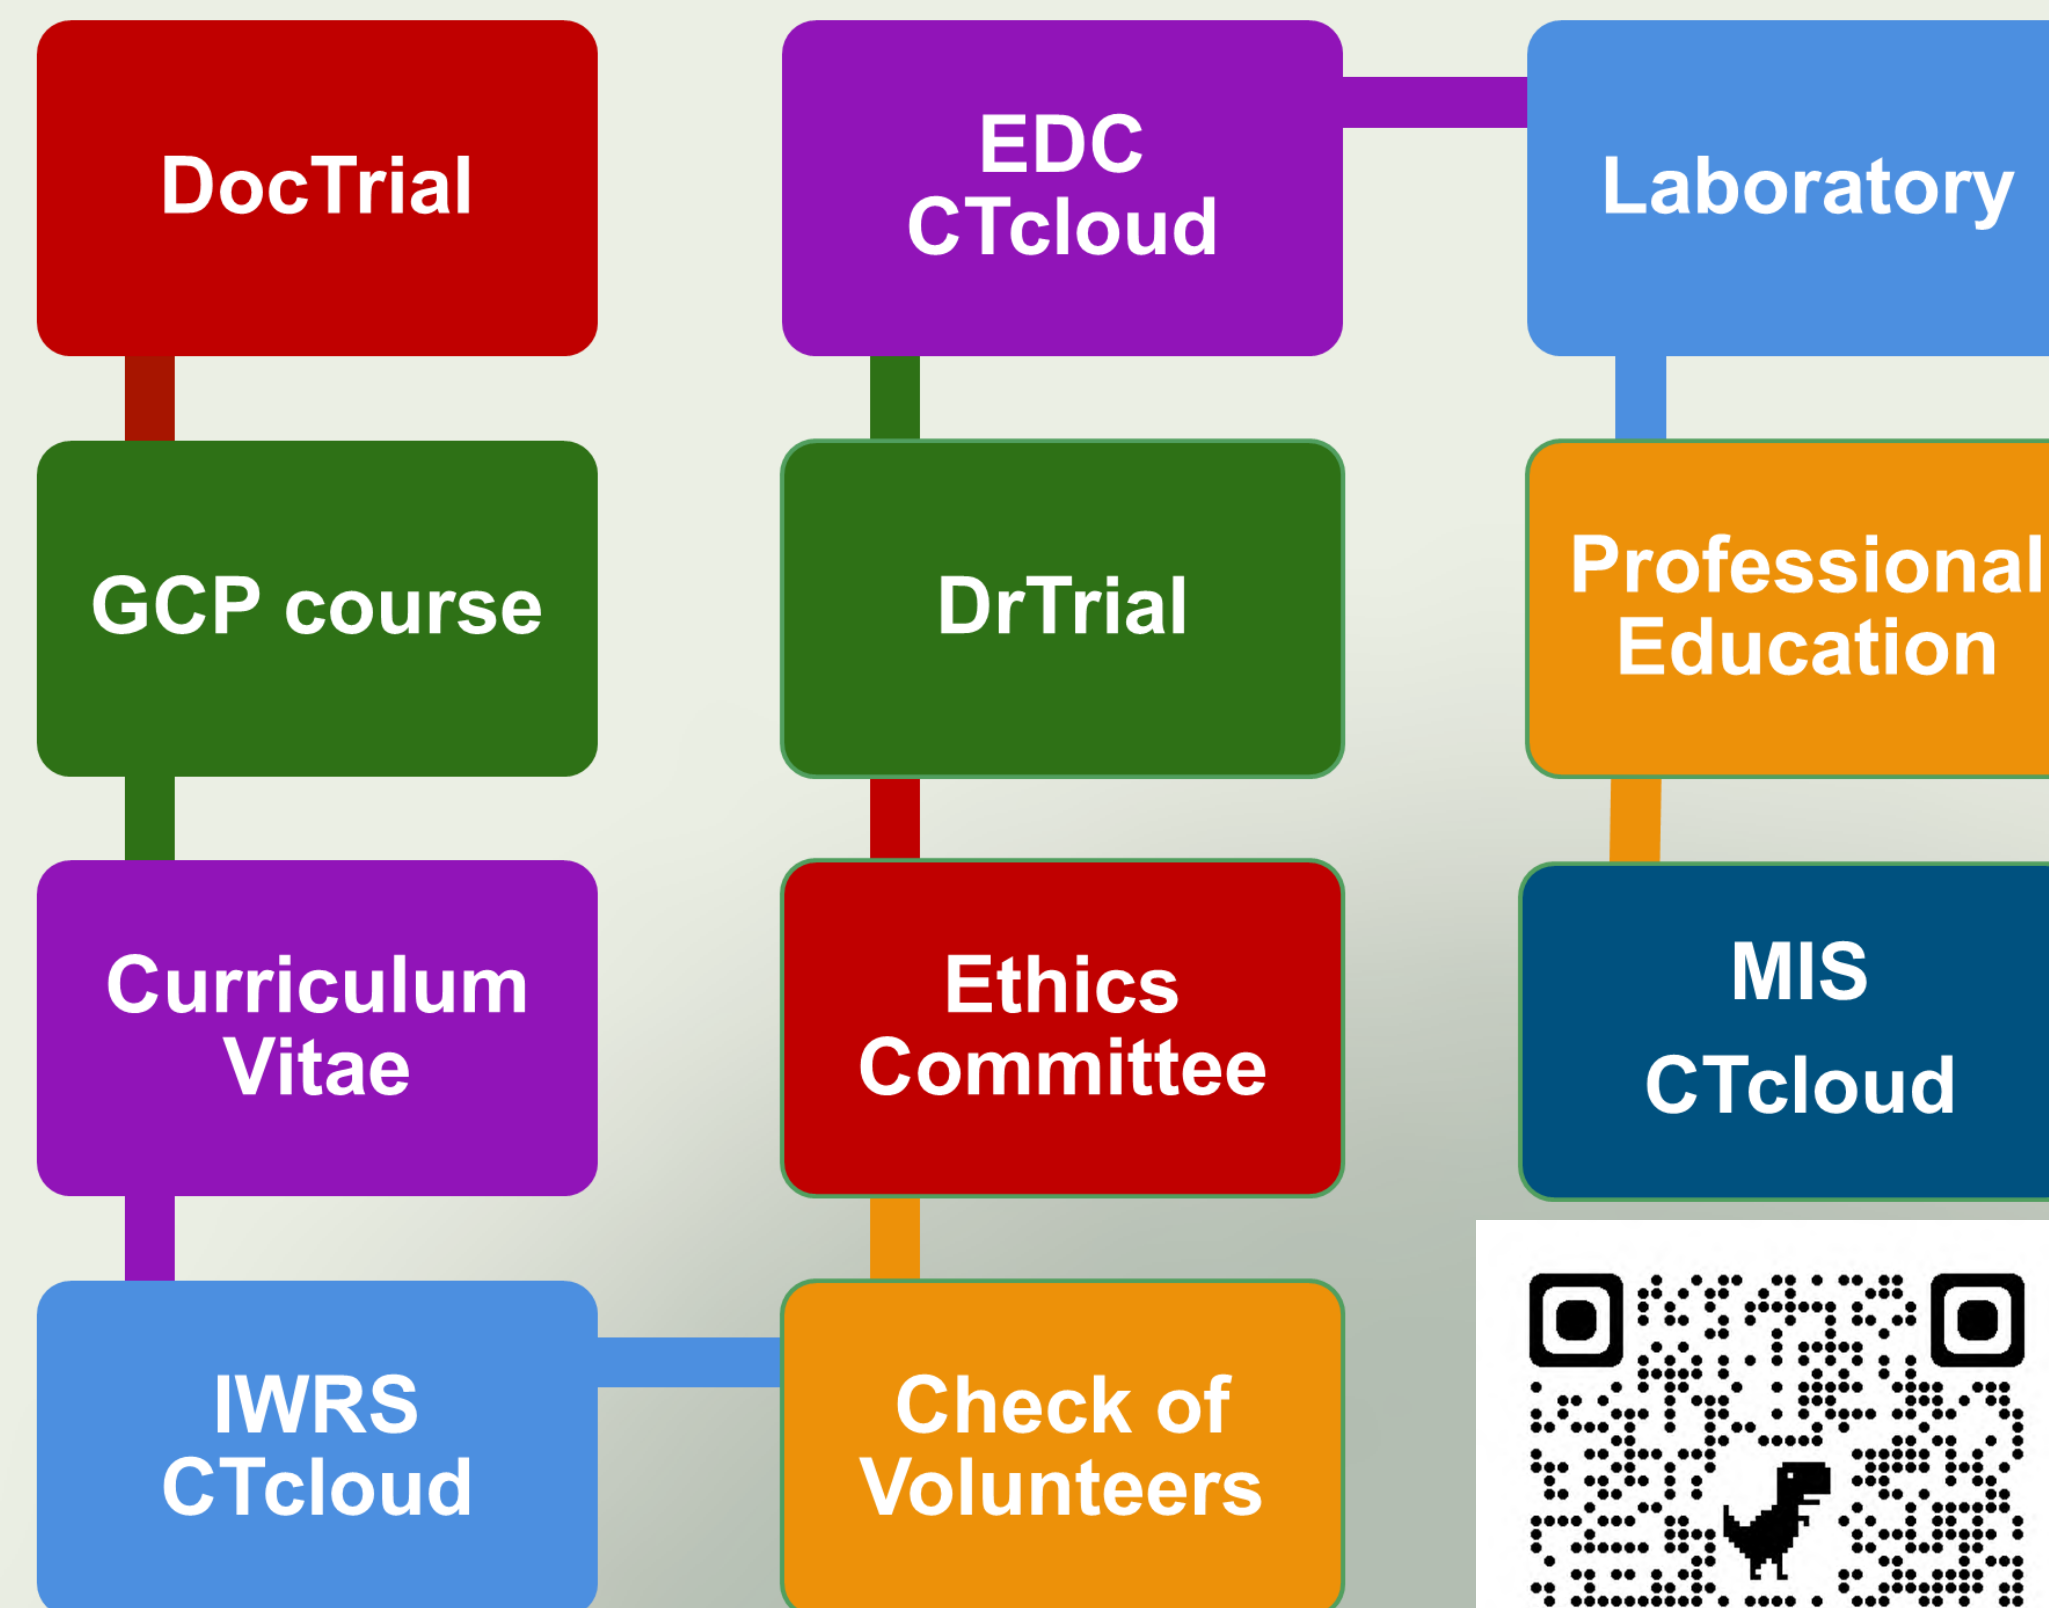 DocTrial
GCP course
Curriculum
Vitae
IWRS
CTcloud
Check of
Volunteers
Ethics
Committee
DrTrial
EDC
CTcloud
Laboratory
Professional
Education
MIS
CTcloud